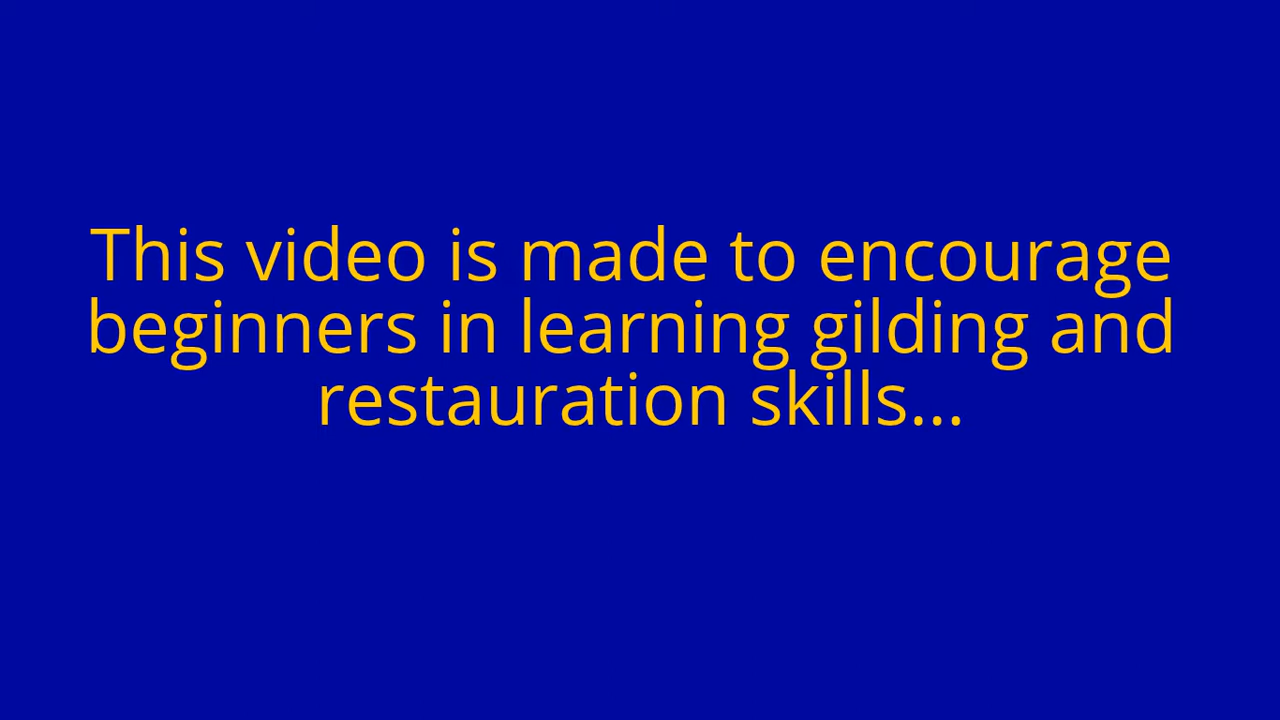 This video is made to encourage
beginners in learning gilding and
restauration skills...